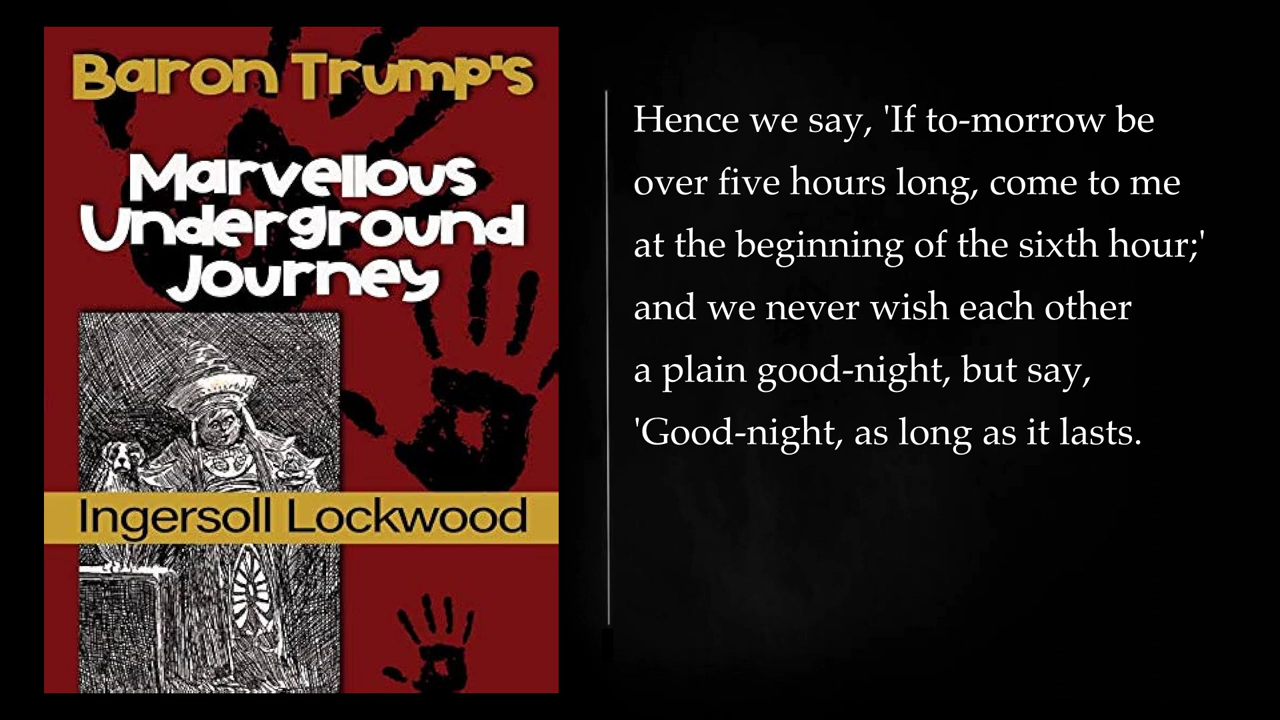 Baron Trump's
Marvellous
Underground
Journey
Ingersoll Lockwood
Hence we say, 'If to-morrow be
over five hours long, come to me
at the beginning of the sixth hour;'
and we never wish each other
a plain good-night, but say,
'Good-night, as long as it lasts.